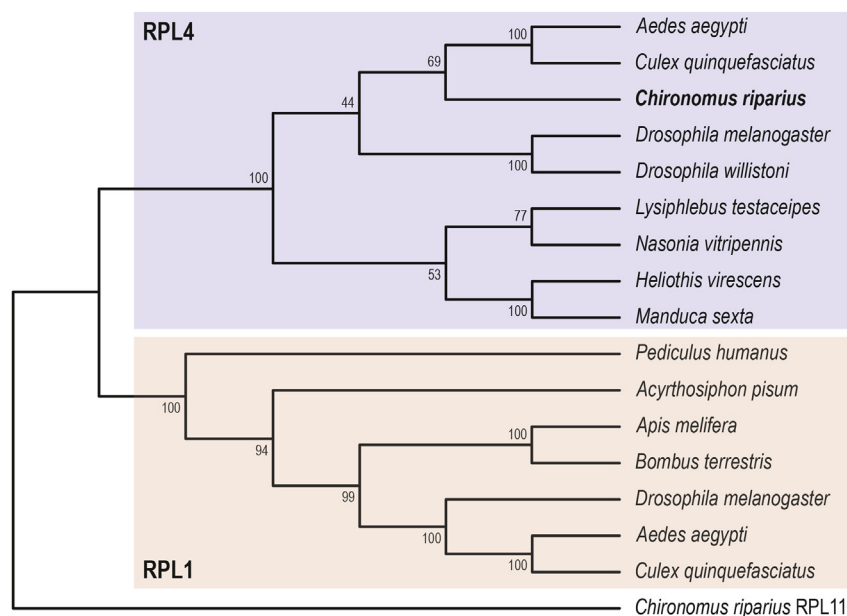 RPL4
Aedes aegypti
100
Culex quinquefasciatus
69
Chironomus riparius
44
Drosophila melanogaster
100
Drosophila willistoni
100
Lysiphlebus testaceipes
77
Nasonia vitripennis
53
Heliothis virescens
100
Manduca sexta
Pediculus humanus
100
Acyrthosiphon pisum
94
Apis melifera
100
Bombus terrestris
99
Drosophila melanogaster
100
Aedes aegypti
100
Culex quinquefasciatus
RPL1
Chironomus riparius RPL11